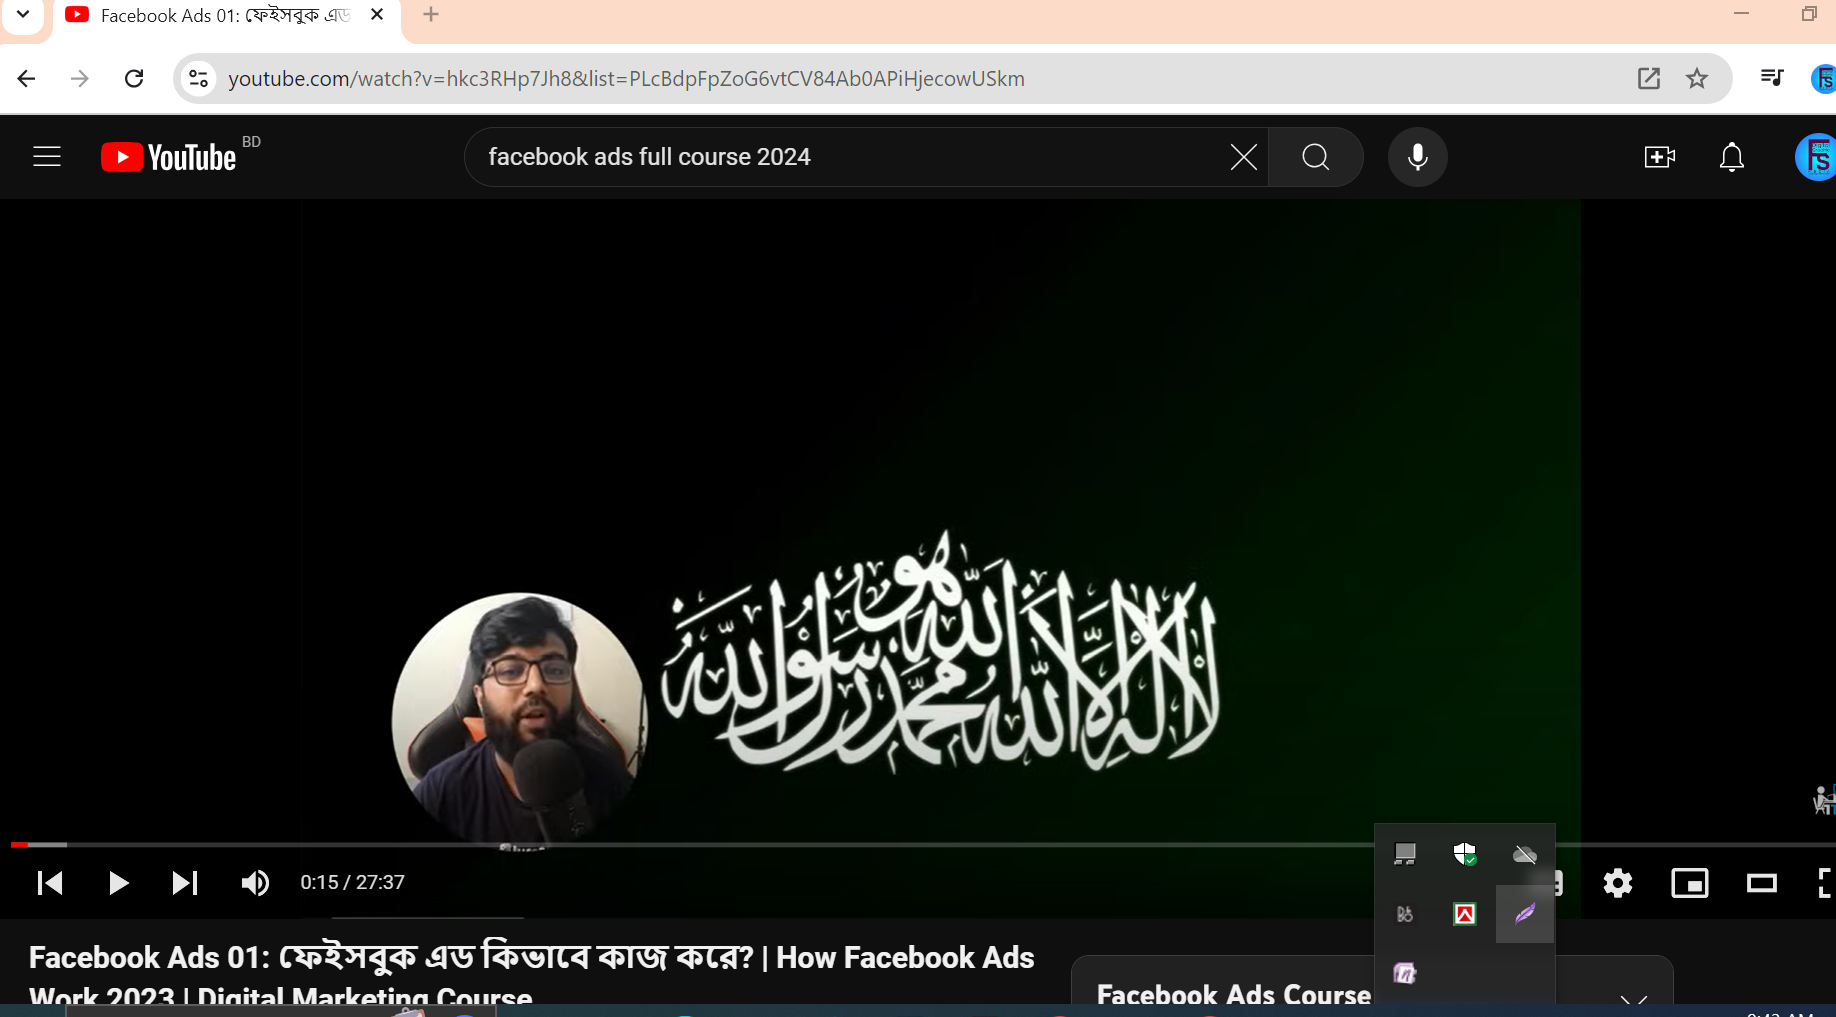 Facebook Ads 01: ফেইসবুক এড
youtube.com/watch?v=hkc3RHp7Jh8&list=PLcBdpFpZoG6vtCV84Ab0APiHjecowUSkm
YouTube BD
facebook ads full course 2024
لا إله إلا الله محمد رسول الله
0:15 / 27:37
Facebook Ads 01: ফেইসবুক এড কিভাবে কাজ করে? | How Facebook Ads
Work 2023 | Digital Marketing Course
Facebook Ads Course